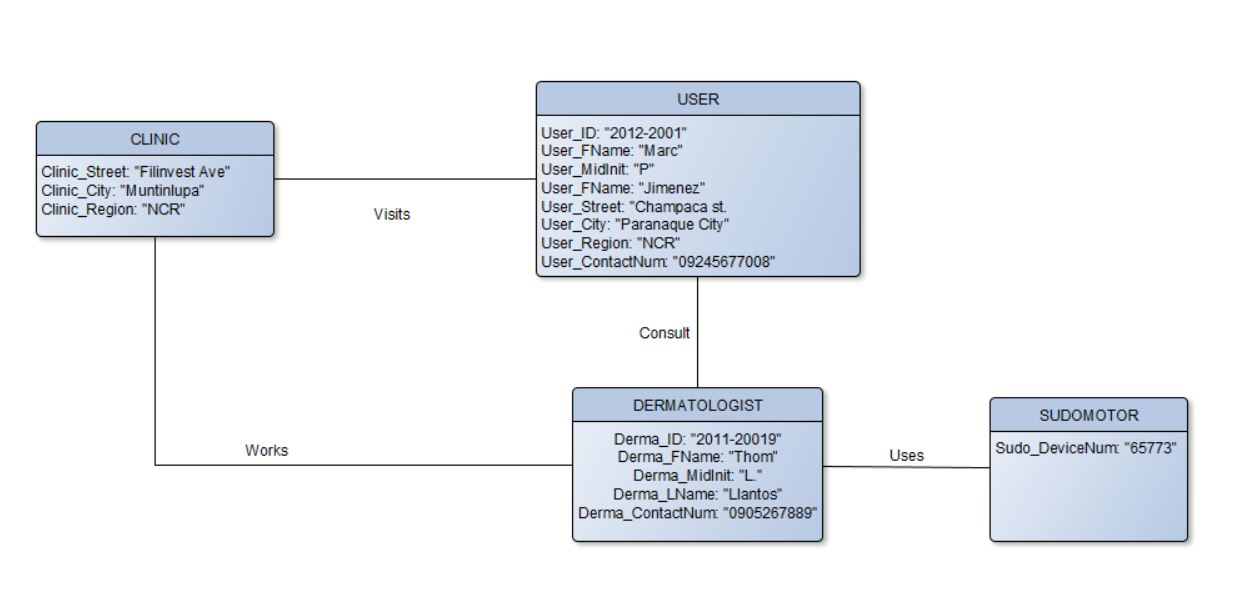 USER
User_ID: "2012-2001"
User_FName: "Marc"
User_MidInit: "P"
User_FName: "Jimenez"
User_Street: "Champaca st.
User_City: "Paranaque City"
User_Region: "NCR"
User_ContactNum: "09245677008"
CLINIC
Clinic_Street: "Filinvest Ave"
Clinic_City: "Muntinlupa"
Clinic_Region: "NCR"
Visits
Consult
DERMATOLOGIST
Derma_ID: "2011-20019"
Derma_FName: "Thom"
Derma_MidInit: "L."
Derma_LName: "Llantos"
Derma_ContactNum: "0905267889"
Works
Uses
SUDOMOTOR
Sudo_DeviceNum: "65773"